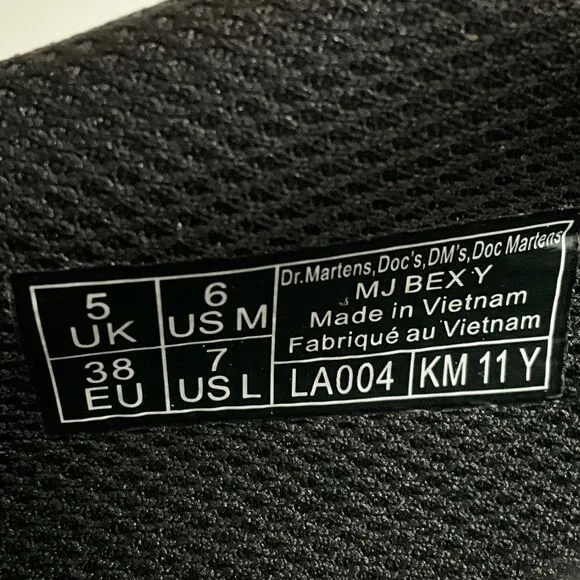 5
UK
6
US M
38
EU
7
US L
Dr.Martens,Doc's,DM's,Doc Martens
MJ BEX Y
Made in Vietnam
Fabriqué au Vietnam
LA004
KM 11 Y